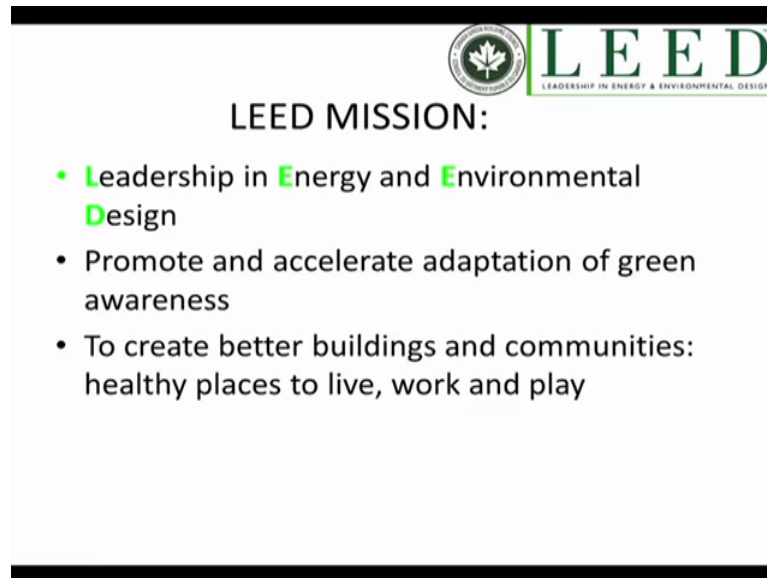 LEED
LEADERSHIP IN ENERGY & ENVIRONMENTAL DESIGN
LEED MISSION:
• Leadership in Energy and Environmental
Design
• Promote and accelerate adaptation of green
awareness
• To create better buildings and communities:
healthy places to live, work and play